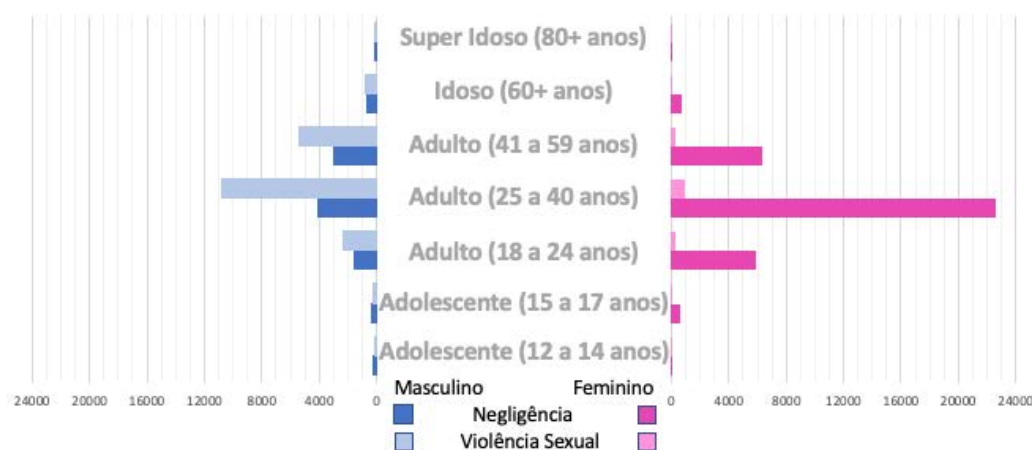 Super Idoso (80+ anos)
Idoso (60+ anos)
Adulto (41 a 59 anos)
Adulto (25 a 40 anos)
Adulto (18 a 24 anos)
Adolescente (15 a 17 anos)
Adolescente (12 a 14 anos)
24000 20000 16000 12000 8000 4000 0 0 4000 8000 12000 16000 20000 24000
Masculino Feminino
Negligência
Violência Sexual